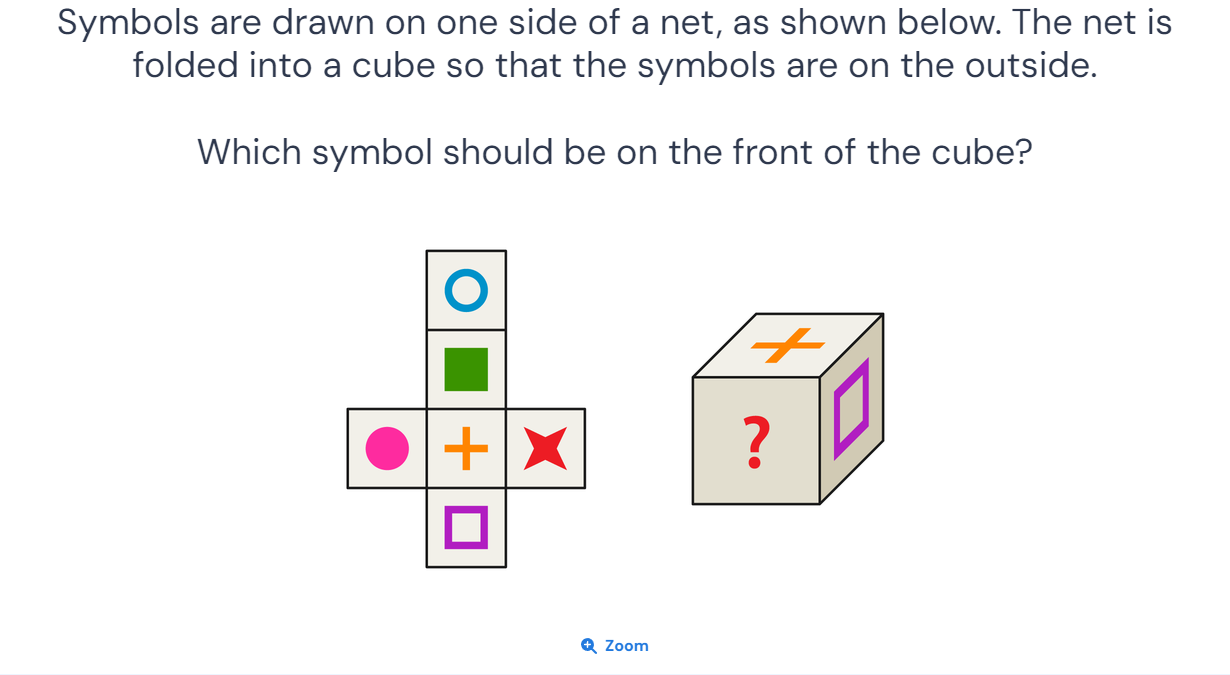 Symbols are drawn on one side of a net, as shown below. The net is
folded into a cube so that the symbols are on the outside.
Which symbol should be on the front of the cube?
?
Zoom